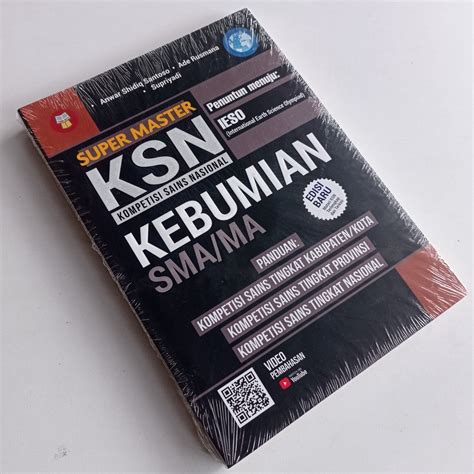 Anwar Shidiq Santoso • Ade Rusmana
Supriyadi
Penuntun menuju:
IESO
(International Earth Science Olympiad)
SUPER MASTER
KSN
KOMPETISI SAINS NASIONAL
KEBUMIAN
SMA/MA
EDISI
BARU
PANDUAN:
KOMPETISI SAINS TINGKAT KABUPATEN/KOTA
KOMPETISI SAINS TINGKAT PROVINSI
KOMPETISI SAINS TINGKAT NASIONAL
VIDEO
PEMBAHASAN
YouTube